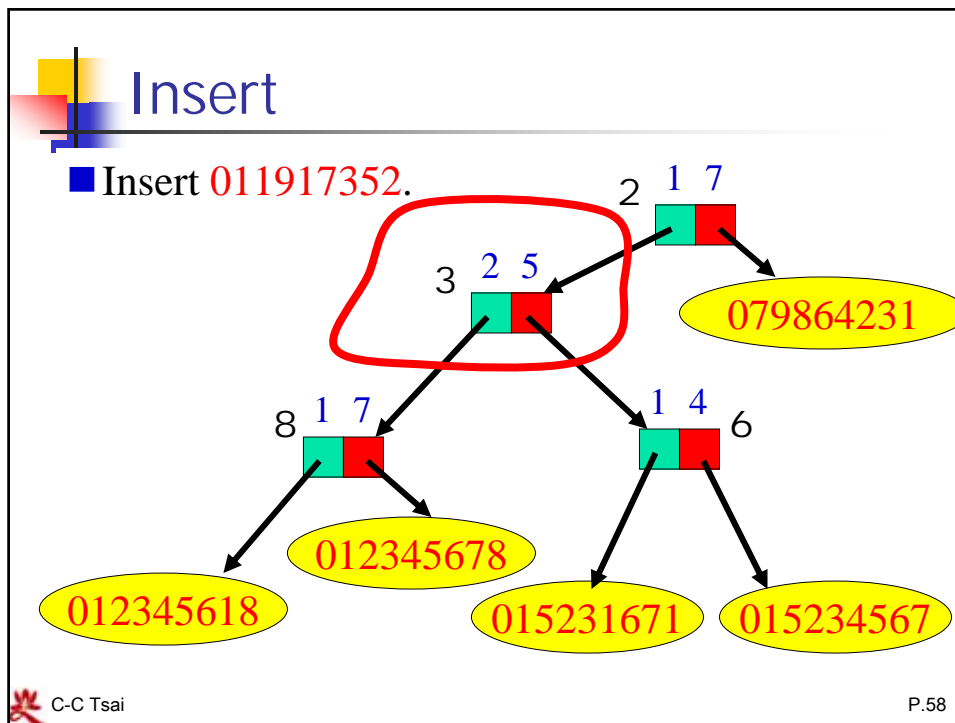 Insert
Insert 011917352.
2 1 7
3 2 5
079864231
8 1 7
1 4 6
012345678
012345618
015231671
015234567
C-C Tsai
P.58